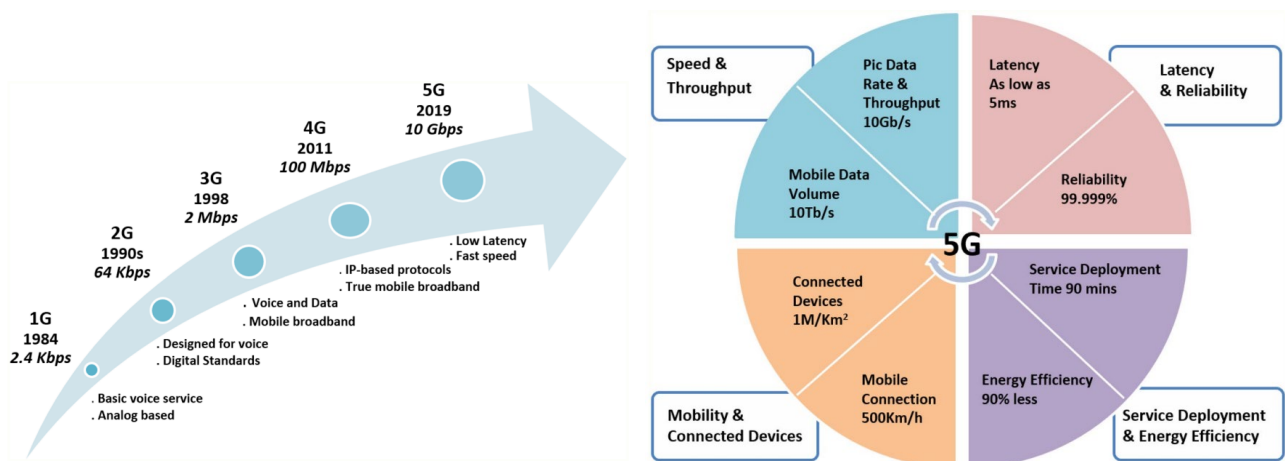 1G
1984
2.4 Kbps
. Basic voice service
. Analog based
2G
1990s
64 Kbps
. Designed for voice
. Digital Standards
3G
1998
2 Mbps
. Voice and Data
. Mobile broadband
4G
2011
100 Mbps
. IP-based protocols
. True mobile broadband
5G
2019
10 Gbps
. Low Latency
. Fast speed
Speed &
Throughput
Pic Data
Rate &
Throughput
10Gb/s
Mobile Data
Volume
10Tb/s
Latency
As low as
5ms
Reliability
99.999%
Latency
& Reliability
5G
Connected
Devices
1M/Km²
Mobile
Connection
500Km/h
Mobility &
Connected Devices
Service Deployment
Time 90 mins
Energy Efficiency
90% less
Service Deployment
& Energy Efficiency